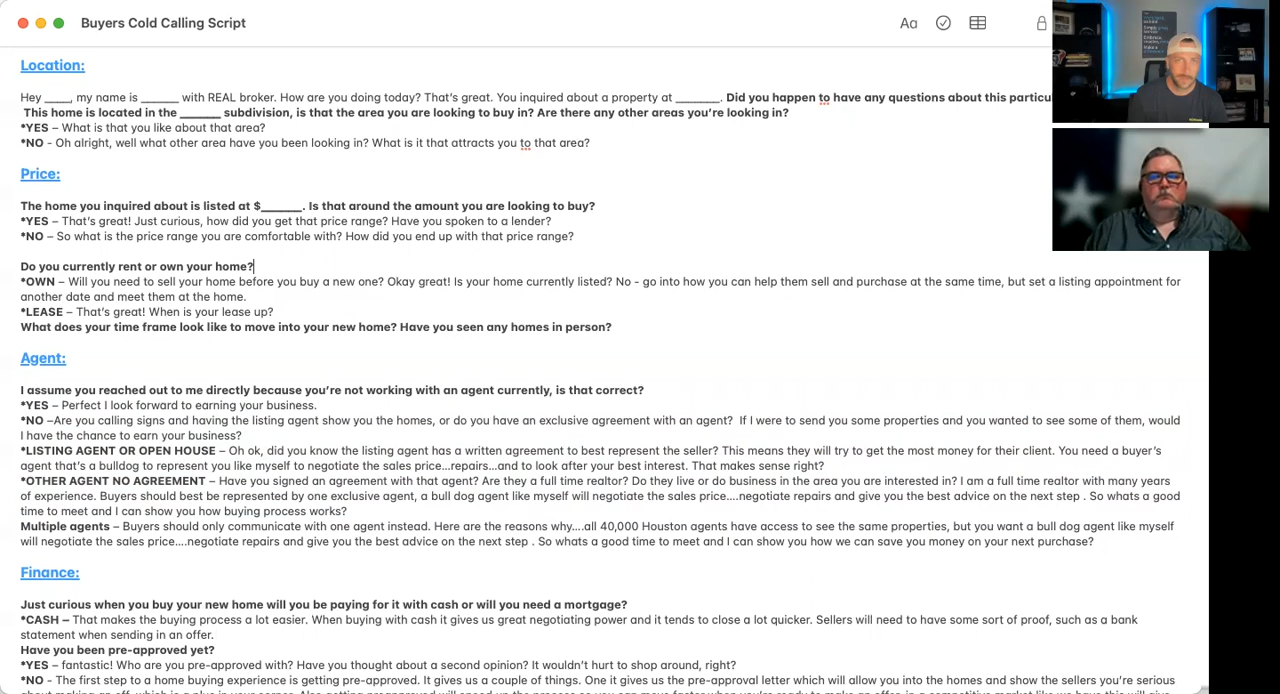 Buyers Cold Calling Script
Aa
Location:
Hey _____, my name is _______ with REAL broker. How are you doing today? That's great. You inquired about a property at ________. Did you happen to have any questions about this particu
This home is located in the _______ subdivision, is that the area you are looking to buy in? Are there any other areas you're looking in?
*YES – What is that you like about that area?
*NO - Oh alright, well what other area have you been looking in? What is it that attracts you to that area?
Price:
The home you inquired about is listed at $_______. Is that around the amount you are looking to buy?
*YES – That's great! Just curious, how did you get that price range? Have you spoken to a lender?
*NO – So what is the price range you are comfortable with? How did you end up with that price range?
Do you currently rent or own your home?
*OWN – Will you need to sell your home before you buy a new one? Okay great! Is your home currently listed? No - go into how you can help them sell and purchase at the same time, but set a listing appointment for
another date and meet them at the home.
*LEASE – That's great! When is your lease up?
What does your time frame look like to move into your new home? Have you seen any homes in person?
Agent:
I assume you reached out to me directly because you're not working with an agent currently, is that correct?
*YES – Perfect I look forward to earning your business.
*NO –Are you calling signs and having the listing agent show you the homes, or do you have an exclusive agreement with an agent?  If I were to send you some properties and you wanted to see some of them, would
I have the chance to earn your business?
*LISTING AGENT OR OPEN HOUSE – Oh ok, did you know the listing agent has a written agreement to best represent the seller? This means they will try to get the most money for their client. You need a buyer's
agent that's a bulldog to represent you like myself to negotiate the sales price...repairs...and to look after your best interest. That makes sense right?
*OTHER AGENT NO AGREEMENT – Have you signed an agreement with that agent? Are they a full time realtor? Do they live or do business in the area you are interested in? I am a full time realtor with many years
of experience. Buyers should best be represented by one exclusive agent, a bull dog agent like myself will negotiate the sales price....negotiate repairs and give you the best advice on the next step . So whats a good
time to meet and I can show you how buying process works?
Multiple agents – Buyers should only communicate with one agent instead. Here are the reasons why....all 40,000 Houston agents have access to see the same properties, but you want a bull dog agent like myself
will negotiate the sales price....negotiate repairs and give you the best advice on the next step . So whats a good time to meet and I can show you how we can save you money on your next purchase?
Finance:
Just curious when you buy your new home will you be paying for it with cash or will you need a mortgage?
*CASH – That makes the buying process a lot easier. When buying with cash it gives us great negotiating power and it tends to close a lot quicker. Sellers will need to have some sort of proof, such as a bank
statement when sending in an offer.
Have you been pre-approved yet?
*YES – fantastic! Who are you pre-approved with? Have you thought about a second opinion? It wouldn't hurt to shop around, right?
*NO - The first step to a home buying experience is getting pre-approved. It gives us a couple of things. One it gives us the pre-approval letter which will allow you into the homes and show the sellers you're serious